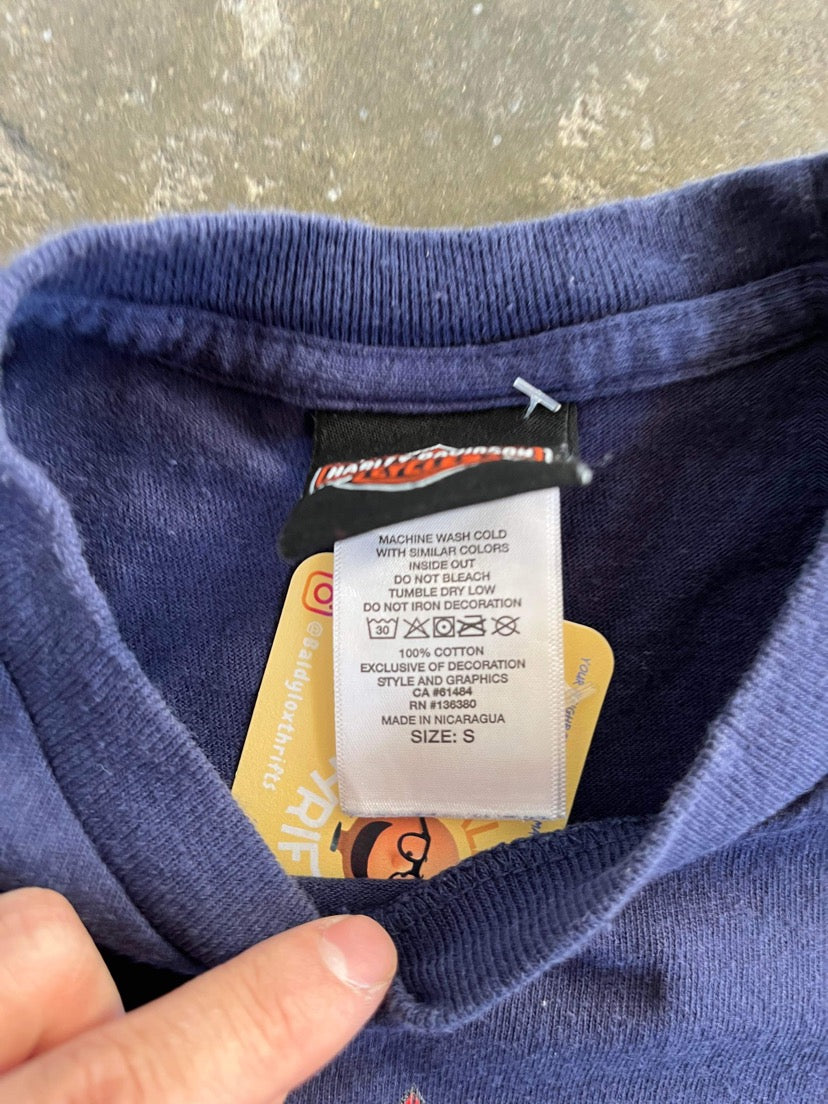 HARLEY-DAVIDSON
MACHINE WASH COLD
WITH SIMILAR COLORS
INSIDE OUT
DO NOT BLEACH
TUMBLE DRY LOW
DO NOT IRON DECORATION
30
100% COTTON
EXCLUSIVE OF DECORATION
STYLE AND GRAPHICS
CA #61484
RN #136380
MADE IN NICARAGUA
SIZE: S
@Baldyloxthrifts
YOUR